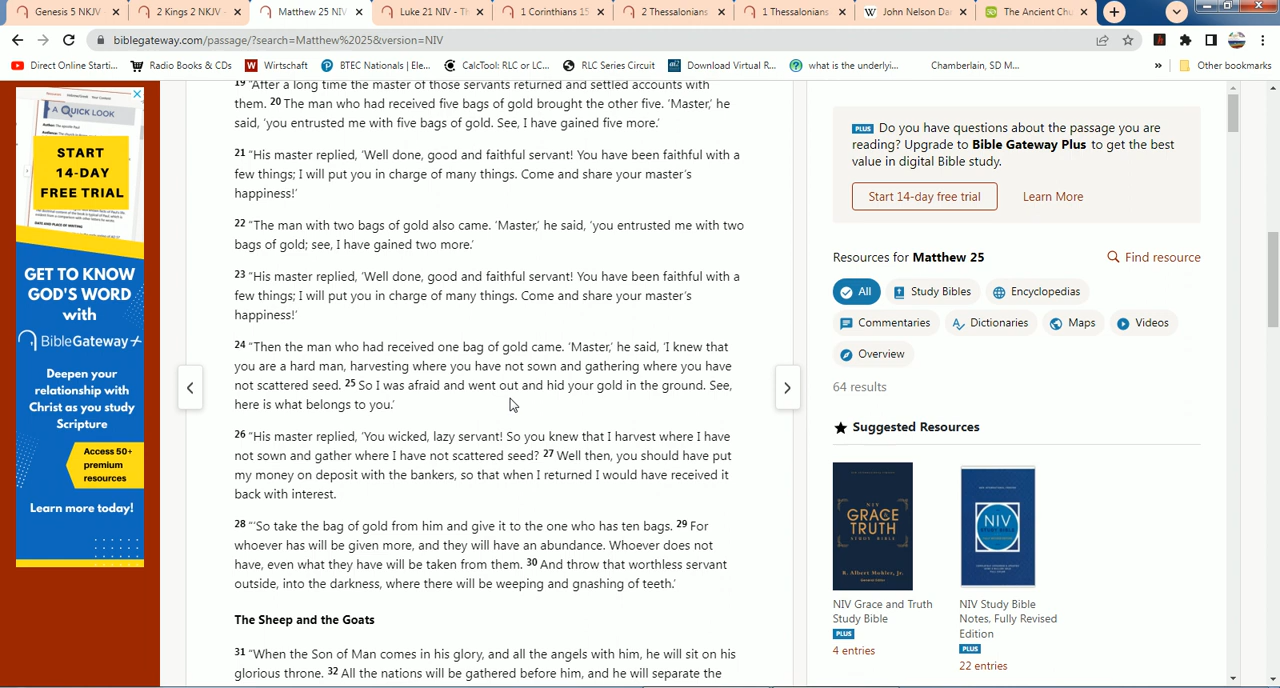 Genesis 5 NKJV -
2 Kings 2 NKJV -
Matthew 25 NIV
Luke 21 NIV - Th
1 Corinthians 15
2 Thessalonians
1 Thessalonians
W John Nelson Da
The Ancient Chu
biblegateway.com/passage/?search=Matthew%2025&version=NIV
Direct Online Starti...
Radio Books & CDs
W Wirtschaft
BTEC Nationals | Ele...
CalcTool: RLC or LC...
RLC Series Circuit
Download Virtual R...
what is the underlyi...
Chamberlain, SD M...
»
Other bookmarks
A QUICK LOOK
START
14-DAY
FREE TRIAL
GET TO KNOW
GOD'S WORD
with
BibleGateway+
Deepen your
relationship with
Christ as you study
Scripture
Access 50+
premium
resources
Learn more today!
19 “After a long time the master of those servants returned and settled accounts with
them. 20 The man who had received five bags of gold brought the other five. ‘Master,’ he
said, ‘you entrusted me with five bags of gold. See, I have gained five more.’
21 “His master replied, ‘Well done, good and faithful servant! You have been faithful with a
few things; I will put you in charge of many things. Come and share your master’s
happiness!’
22 “The man with two bags of gold also came. ‘Master,’ he said, ‘you entrusted me with two
bags of gold; see, I have gained two more.’
23 “His master replied, ‘Well done, good and faithful servant! You have been faithful with a
few things; I will put you in charge of many things. Come and share your master’s
happiness!’
24 “Then the man who had received one bag of gold came. ‘Master,’ he said, ‘I knew that
you are a hard man, harvesting where you have not sown and gathering where you have
not scattered seed. 25 So I was afraid and went out and hid your gold in the ground. See,
here is what belongs to you.’
26 “His master replied, ‘You wicked, lazy servant! So you knew that I harvest where I have
not sown and gather where I have not scattered seed? 27 Well then, you should have put
my money on deposit with the bankers, so that when I returned I would have received it
back with interest.
28 “‘So take the bag of gold from him and give it to the one who has ten bags. 29 For
whoever has will be given more, and they will have an abundance. Whoever does not
have, even what they have will be taken from them. 30 And throw that worthless servant
outside, into the darkness, where there will be weeping and gnashing of teeth.’
The Sheep and the Goats
31 “When the Son of Man comes in his glory, and all the angels with him, he will sit on his
glorious throne. 32 All the nations will be gathered before him, and he will separate the
PLUS Do you have questions about the passage you are
reading? Upgrade to Bible Gateway Plus to get the best
value in digital Bible study.
Start 14-day free trial
Learn More
Resources for Matthew 25
Find resource
All
Study Bibles
Encyclopedias
Commentaries
Dictionaries
Maps
Videos
Overview
64 results
Suggested Resources
NIV
GRACE
AND
TRUTH
STUDY BIBLE
R. Albert Mohler, Jr.
NIV
STUDY BIBLE
NIV Grace and Truth
Study Bible
PLUS
4 entries
NIV Study Bible
Notes, Fully Revised
Edition
PLUS
22 entries